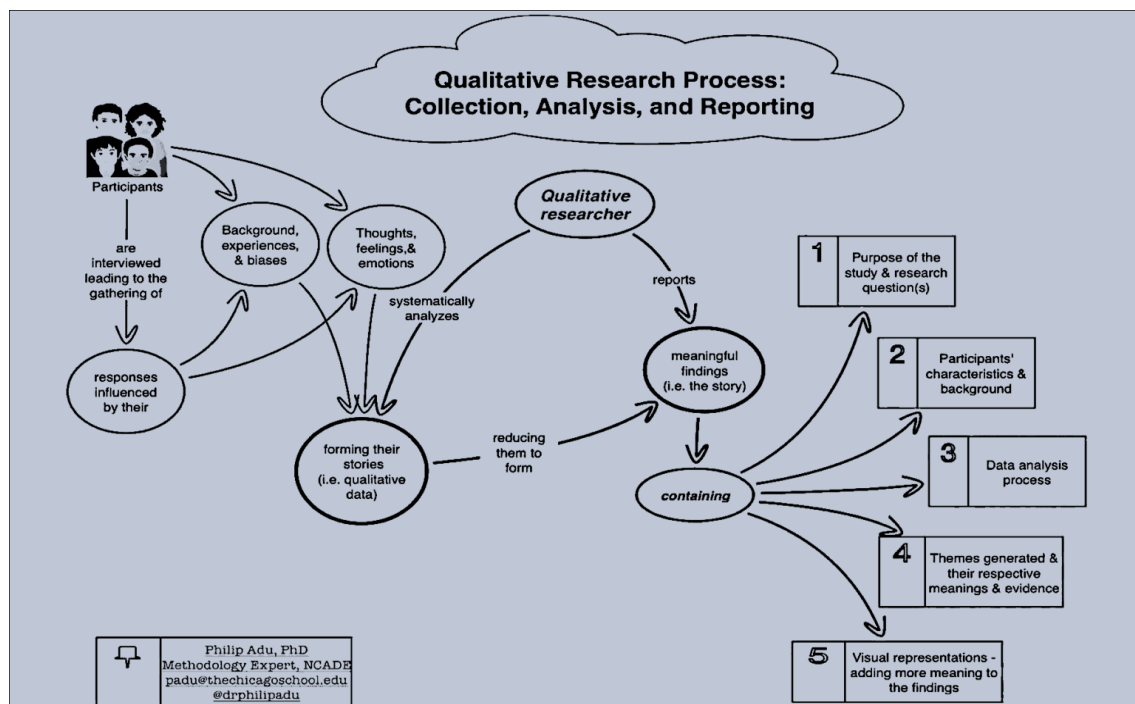 Qualitative Research Process:
Collection, Analysis, and Reporting
Participants
are
interviewed
leading to the
gathering of
responses
influenced
by their
Background,
experiences,
& biases
Thoughts,
feelings,&
emotions
Qualitative
researcher
systematically
analyzes
reports
forming their
stories
(i.e. qualitative
data)
reducing
them to
form
meaningful
findings
(i.e. the story)
containing
1
Purpose of the
study & research
question(s)
2
Participants'
characteristics &
background
3
Data analysis
process
4
Themes generated &
their respective
meanings & evidence
5
Visual representations -
adding more meaning to
the findings
Philip Adu, PhD
Methodology Expert, NCADE
padu@thechicagoschool.edu
@drphilipadu